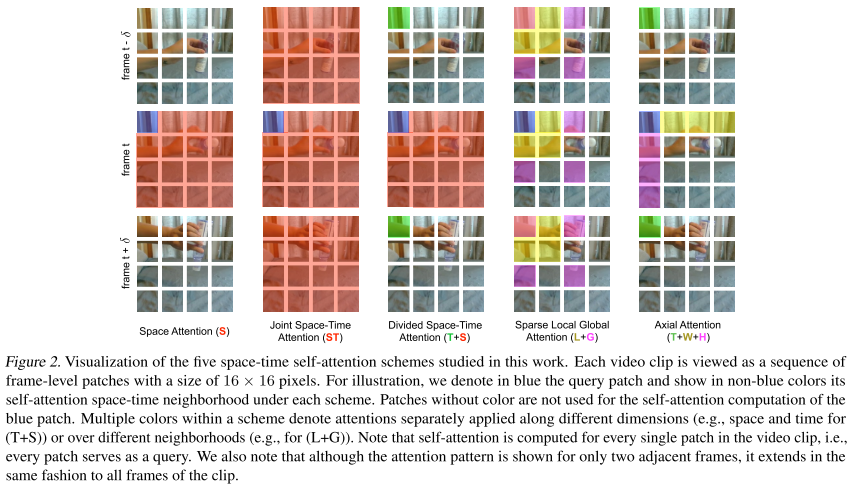 frame t - δ
frame t
frame t + δ
Space Attention (S)
Joint Space-Time
Attention (ST)
Divided Space-Time
Attention (T+S)
Sparse Local Global
Attention (L+G)
Axial Attention
(T+W+H)
Figure 2. Visualization of the five space-time self-attention schemes studied in this work. Each video clip is viewed as a sequence of
frame-level patches with a size of 16 × 16 pixels. For illustration, we denote in blue the query patch and show in non-blue colors its
self-attention space-time neighborhood under each scheme. Patches without color are not used for the self-attention computation of the
blue patch. Multiple colors within a scheme denote attentions separately applied along different dimensions (e.g., space and time for
(T+S)) or over different neighborhoods (e.g., for (L+G)). Note that self-attention is computed for every single patch in the video clip, i.e.,
every patch serves as a query. We also note that although the attention pattern is shown for only two adjacent frames, it extends in the
same fashion to all frames of the clip.